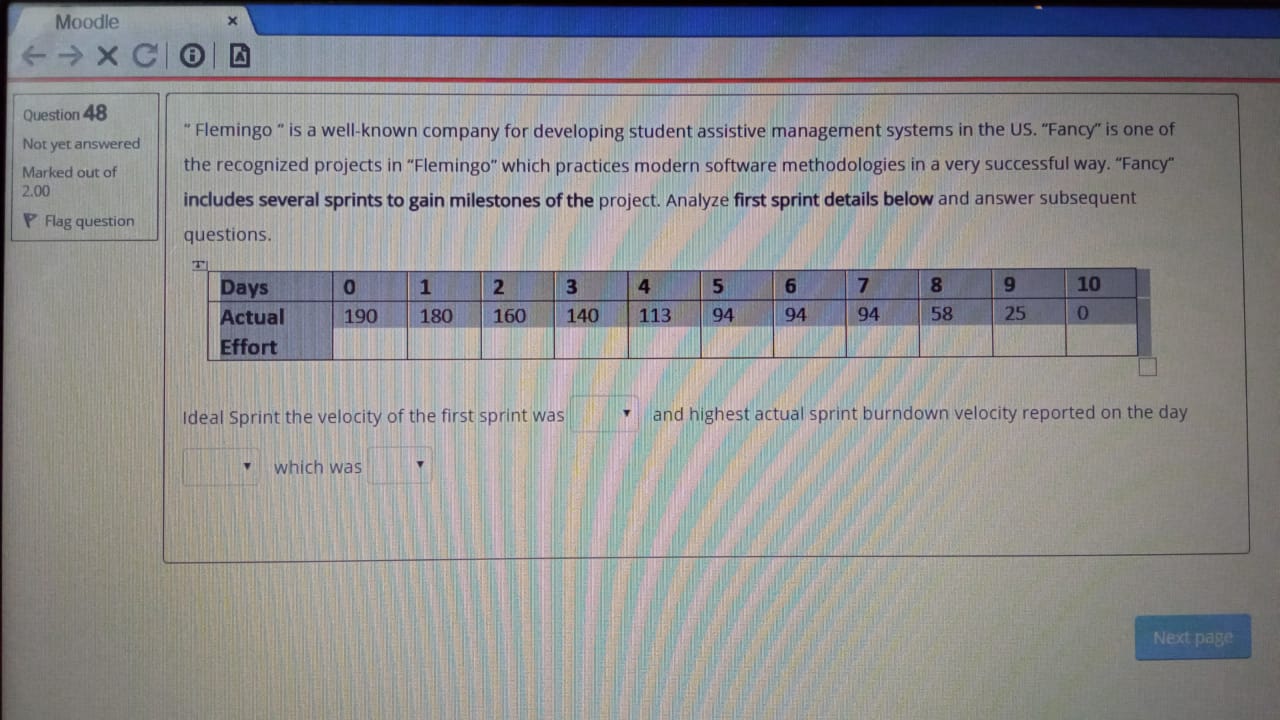 Moodle ×
Question 48
Not yet answered
Marked out of
2.00
Flag question
“ Flemingo “ is a well-known company for developing student assistive management systems in the US. “Fancy” is one of
the recognized projects in “Flemingo” which practices modern software methodologies in a very successful way. “Fancy”
includes several sprints to gain milestones of the project. Analyze first sprint details below and answer subsequent
questions.
Days 0 1 2 3 4 5 6 7 8 9 10
Actual 190 180 160 140 113 94 94 94 58 25 0
Effort
Ideal Sprint the velocity of the first sprint was and highest actual sprint burndown velocity reported on the day
which was
Next page